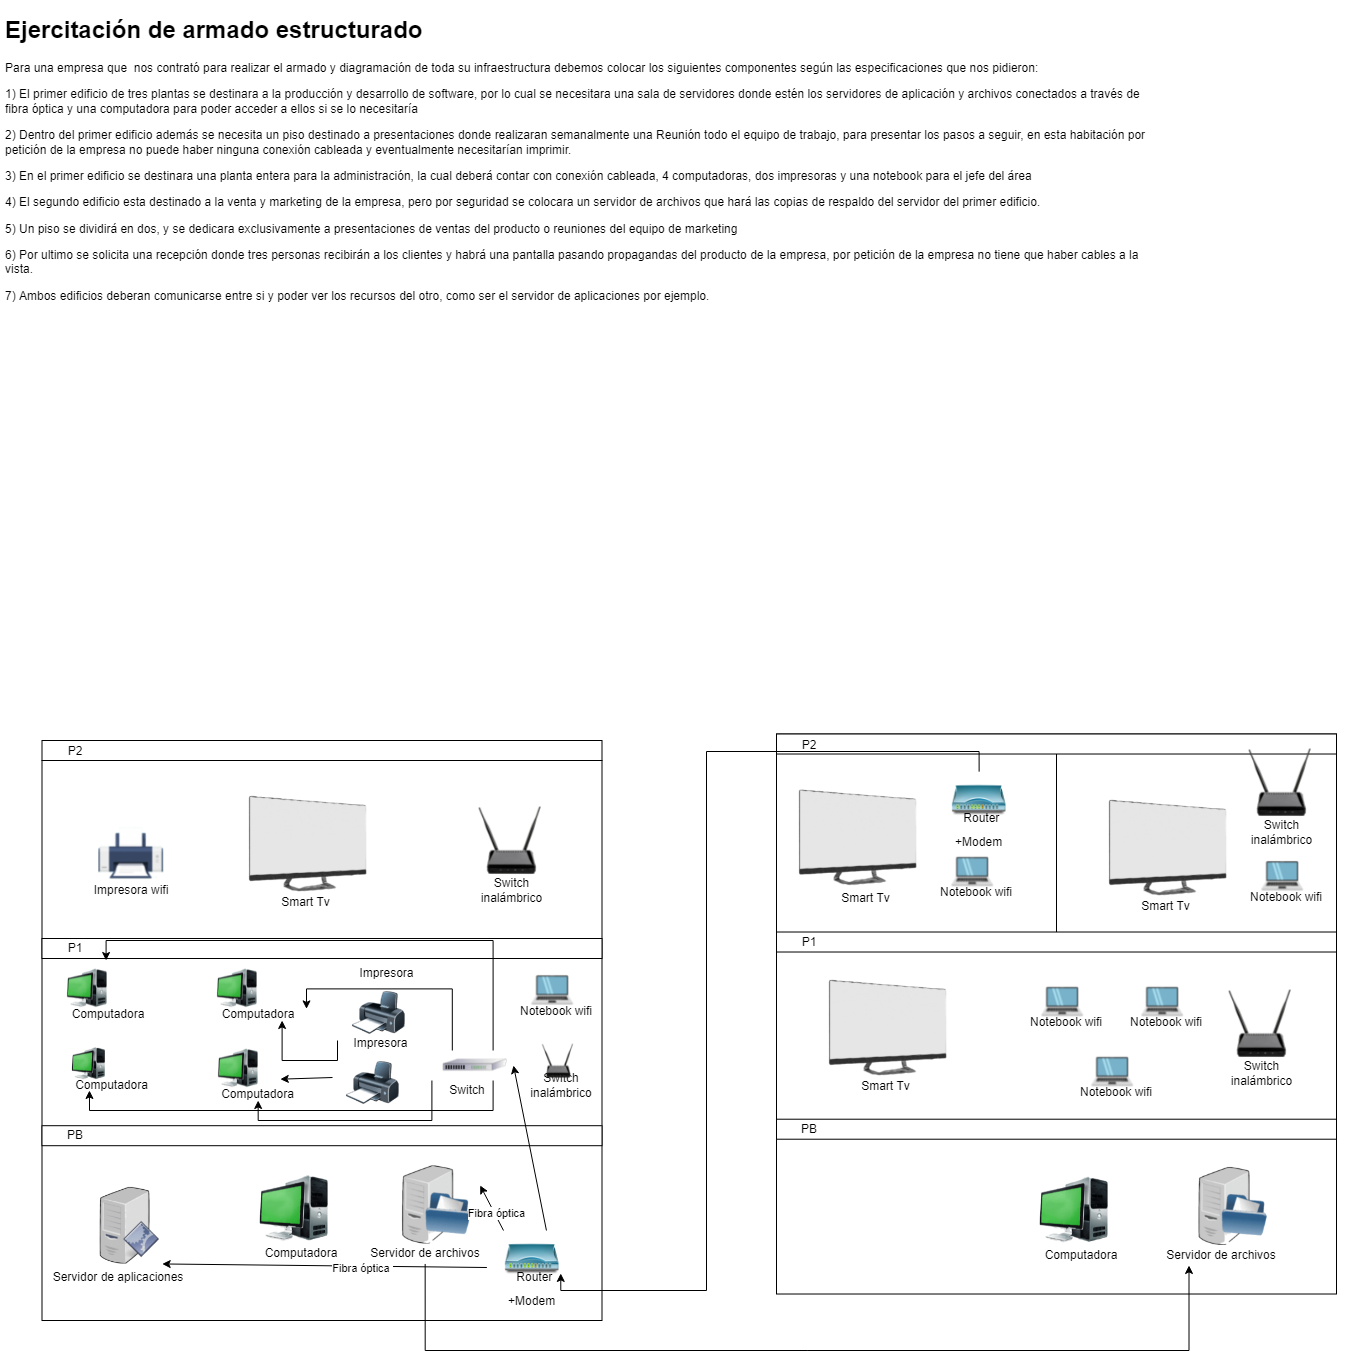 Ejercitación de armado estructurado
Para una empresa que  nos contrató para realizar el armado y diagramación de toda su infraestructura debemos colocar los siguientes componentes según las especificaciones que nos pidieron:
1) El primer edificio de tres plantas se destinara a la producción y desarrollo de software, por lo cual se necesitara una sala de servidores donde estén los servidores de aplicación y archivos conectados a través de
fibra óptica y una computadora para poder acceder a ellos si se lo necesitaría
2) Dentro del primer edificio además se necesita un piso destinado a presentaciones donde realizaran semanalmente una Reunión todo el equipo de trabajo, para presentar los pasos a seguir, en esta habitación por
petición de la empresa no puede haber ninguna conexión cableada y eventualmente necesitarían imprimir.
3) En el primer edificio se destinara una planta entera para la administración, la cual deberá contar con conexión cableada, 4 computadoras, dos impresoras y una notebook para el jefe del área
4) El segundo edificio esta destinado a la venta y marketing de la empresa, pero por seguridad se colocara un servidor de archivos que hará las copias de respaldo del servidor del primer edificio.
5) Un piso se dividirá en dos, y se dedicara exclusivamente a presentaciones de ventas del producto o reuniones del equipo de marketing
6) Por ultimo se solicita una recepción donde tres personas recibirán a los clientes y habrá una pantalla pasando propagandas del producto de la empresa, por petición de la empresa no tiene que haber cables a la
vista.
7) Ambos edificios deberan comunicarse entre si y poder ver los recursos del otro, como ser el servidor de aplicaciones por ejemplo.
P2
Impresora wifi
Smart Tv
Switch
inalámbrico
P1
Computadora
Computadora
Impresora
Notebook wifi
Impresora
Computadora
Computadora
Switch
Switch
inalámbrico
PB
Servidor de aplicaciones
Computadora
Servidor de archivos
Fibra óptica
Fibra óptica
Router
+Modem
P2
Smart Tv
Router
+Modem
Notebook wifi
Smart Tv
Switch
inalámbrico
Notebook wifi
P1
Smart Tv
Notebook wifi
Notebook wifi
Notebook wifi
Switch
inalámbrico
PB
Computadora
Servidor de archivos